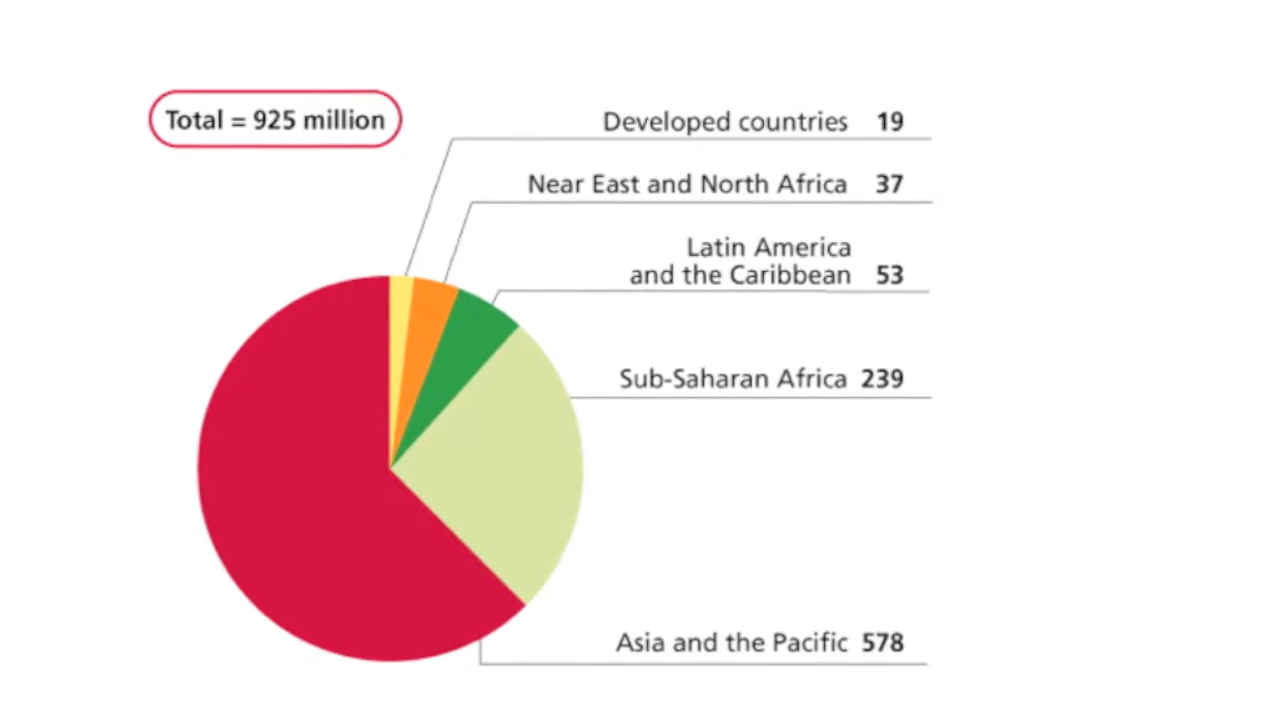 Total = 925 million
Developed countries 19
Near East and North Africa 37
Latin America
and the Caribbean 53
Sub-Saharan Africa 239
Asia and the Pacific 578